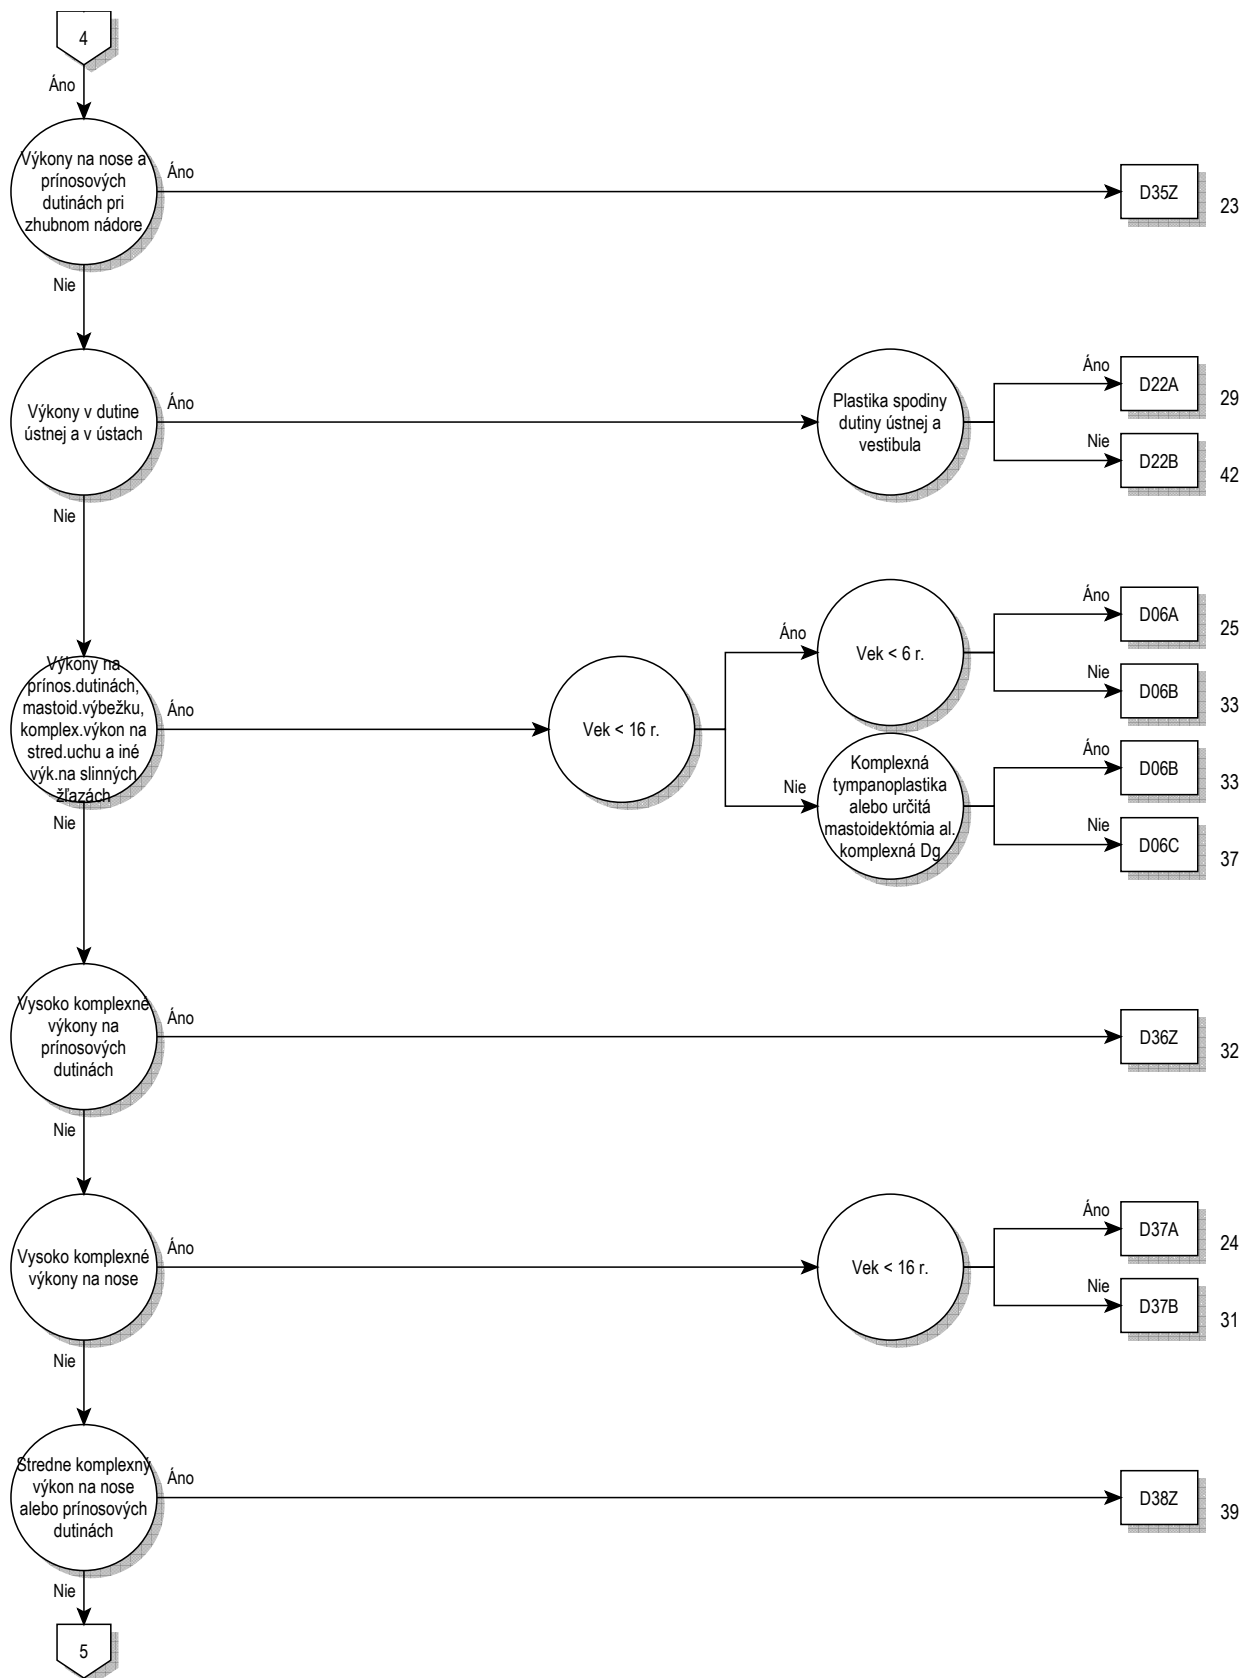 4
Áno
Výkony na nose a
prínosových
dutinách pri
zhubnom nádore
Áno
D35Z
23
Nie
Výkony v dutine
ústnej a v ústach
Áno
Plastika spodiny
dutiny ústnej a
vestibula
Áno
D22A
29
Nie
D22B
42
Nie
Výkony na
prínos.dutinách,
mastoid.výbežku,
komplex.výkon na
stred.uchu a iné
výk.na slinných
žľazách
Áno
Vek < 16 r.
Áno
Vek < 6 r.
Áno
D06A
25
Nie
D06B
33
Nie
Komplexná
tympanoplastika
alebo určitá
mastoidektómia al.
komplexná Dg
Áno
D06B
33
Nie
D06C
37
Nie
Vysoko komplexné
výkony na
prínosových
dutinách
Áno
D36Z
32
Nie
Vysoko komplexné
výkony na nose
Áno
Vek < 16 r.
Áno
D37A
24
Nie
D37B
31
Nie
Stredne komplexný
výkon na nose
alebo prínosových
dutinách
Áno
D38Z
39
Nie
5